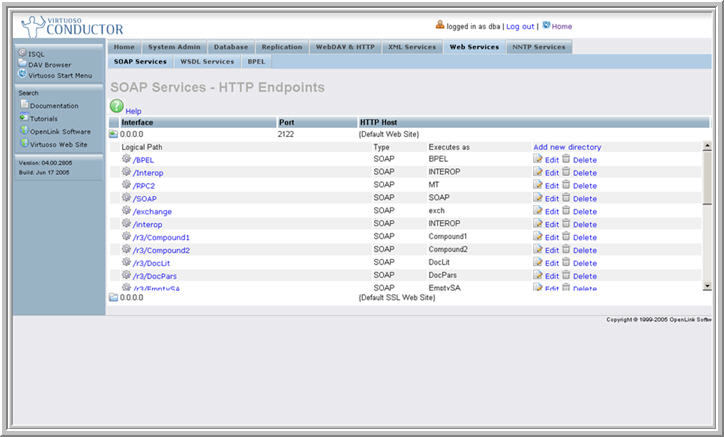 VIRTUOSO
CONDUCTOR
logged in as dba | Log out | Home
ISQL
DAV Browser
Virtuoso Start Menu
Search
Documentation
Tutorials
OpenLink Software
Virtuoso Web Site
Version: 04.00.2805
Build: Jun 17 2005
Home System Admin Database Replication WebDAV & HTTP XML Services Web Services NNTP Services
SOAP Services WSDL Services BPEL
SOAP Services - HTTP Endpoints
Help
Interface Port HTTP Host
0.0.0.0 2122 {Default Web Site}
Logical Path Type Executes as Add new directory
/BPEL SOAP BPEL Edit Delete
/Interop SOAP INTEROP Edit Delete
/RPC2 SOAP MT Edit Delete
/SOAP SOAP SOAP Edit Delete
/exchange SOAP exch Edit Delete
/interop SOAP INTEROP Edit Delete
/r3/Compound1 SOAP Compound1 Edit Delete
/r3/Compound2 SOAP Compound2 Edit Delete
/r3/DocLit SOAP DocLit Edit Delete
/r3/DocPars SOAP DocPars Edit Delete
/r3/EmptySA SOAP EmptySA Edit Delete
0.0.0.0 {Default SSL Web Site}
Copyright © 1999-2005 OpenLink Softw